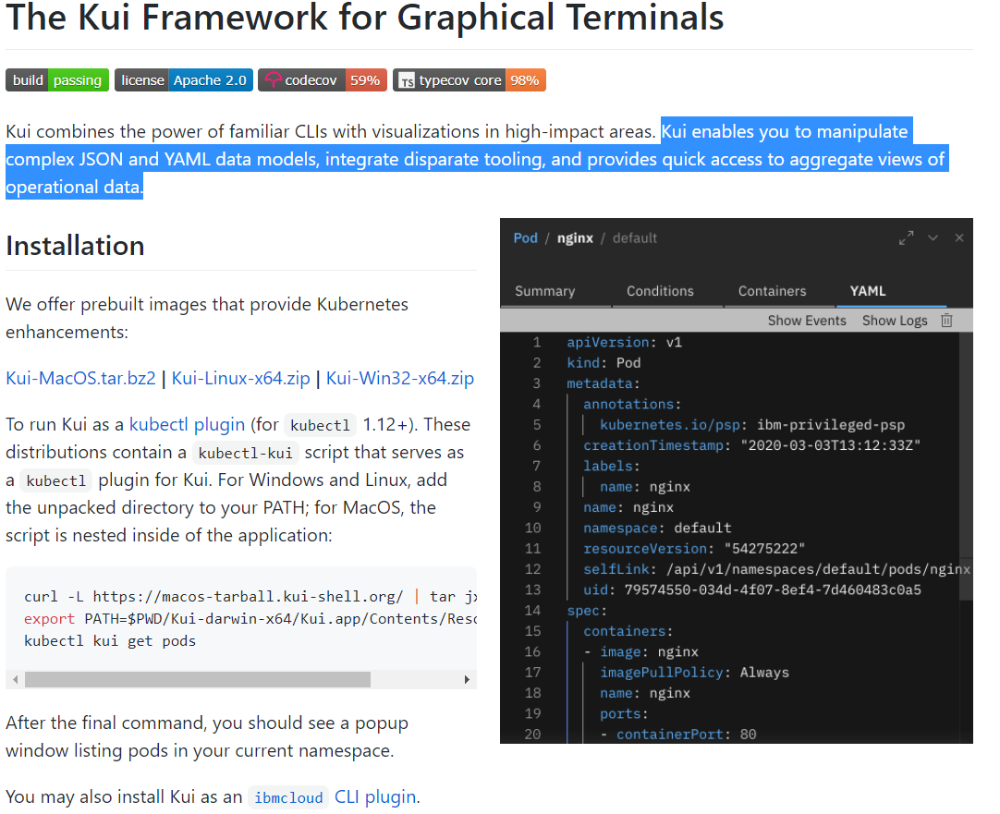 The Kui Framework for Graphical Terminals
build passing license Apache 2.0 codecov 59% TS typecov core 98%
Kui combines the power of familiar CLIs with visualizations in high-impact areas. Kui enables you to manipulate
complex JSON and YAML data models, integrate disparate tooling, and provides quick access to aggregate views of
operational data.
Installation
We offer prebuilt images that provide Kubernetes
enhancements:
Kui-MacOS.tar.bz2 | Kui-Linux-x64.zip | Kui-Win32-x64.zip
To run Kui as a kubectl plugin (for kubectl 1.12+). These
distributions contain a kubectl-kui script that serves as
a kubectl plugin for Kui. For Windows and Linux, add
the unpacked directory to your PATH; for MacOS, the
script is nested inside of the application:
curl -L https://macos-tarball.kui-shell.org/ | tar jx
export PATH=$PWD/Kui-darwin-x64/Kui.app/Contents/Resc
kubectl kui get pods
After the final command, you should see a popup
window listing pods in your current namespace.
You may also install Kui as an ibmcloud CLI plugin.
Pod / nginx / default
Summary Conditions Containers YAML
Show Events Show Logs
1 apiVersion: v1
2 kind: Pod
3 metadata:
4 annotations:
5 kubernetes.io/psp: ibm-privileged-psp
6 creationTimestamp: "2020-03-03T13:12:33Z"
7 labels:
8 name: nginx
9 name: nginx
10 namespace: default
11 resourceVersion: "54275222"
12 selfLink: /api/v1/namespaces/default/pods/nginx
13 uid: 79574550-034d-4f07-8ef4-7d460483c0a5
14 spec:
15 containers:
16 - image: nginx
17 imagePullPolicy: Always
18 name: nginx
19 ports:
20 - containerPort: 80